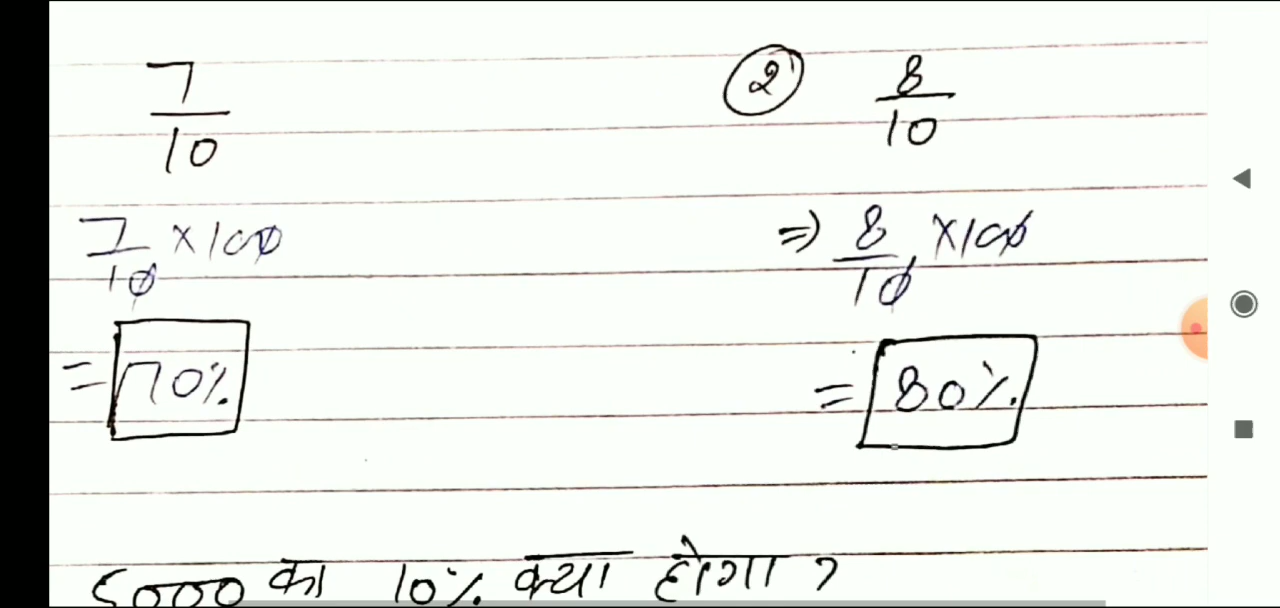 7/10
7/10 × 100
= 70%
② 8/10
⇒ 8/10 × 100
= 80%
5000 का 10% क्या होगा ?